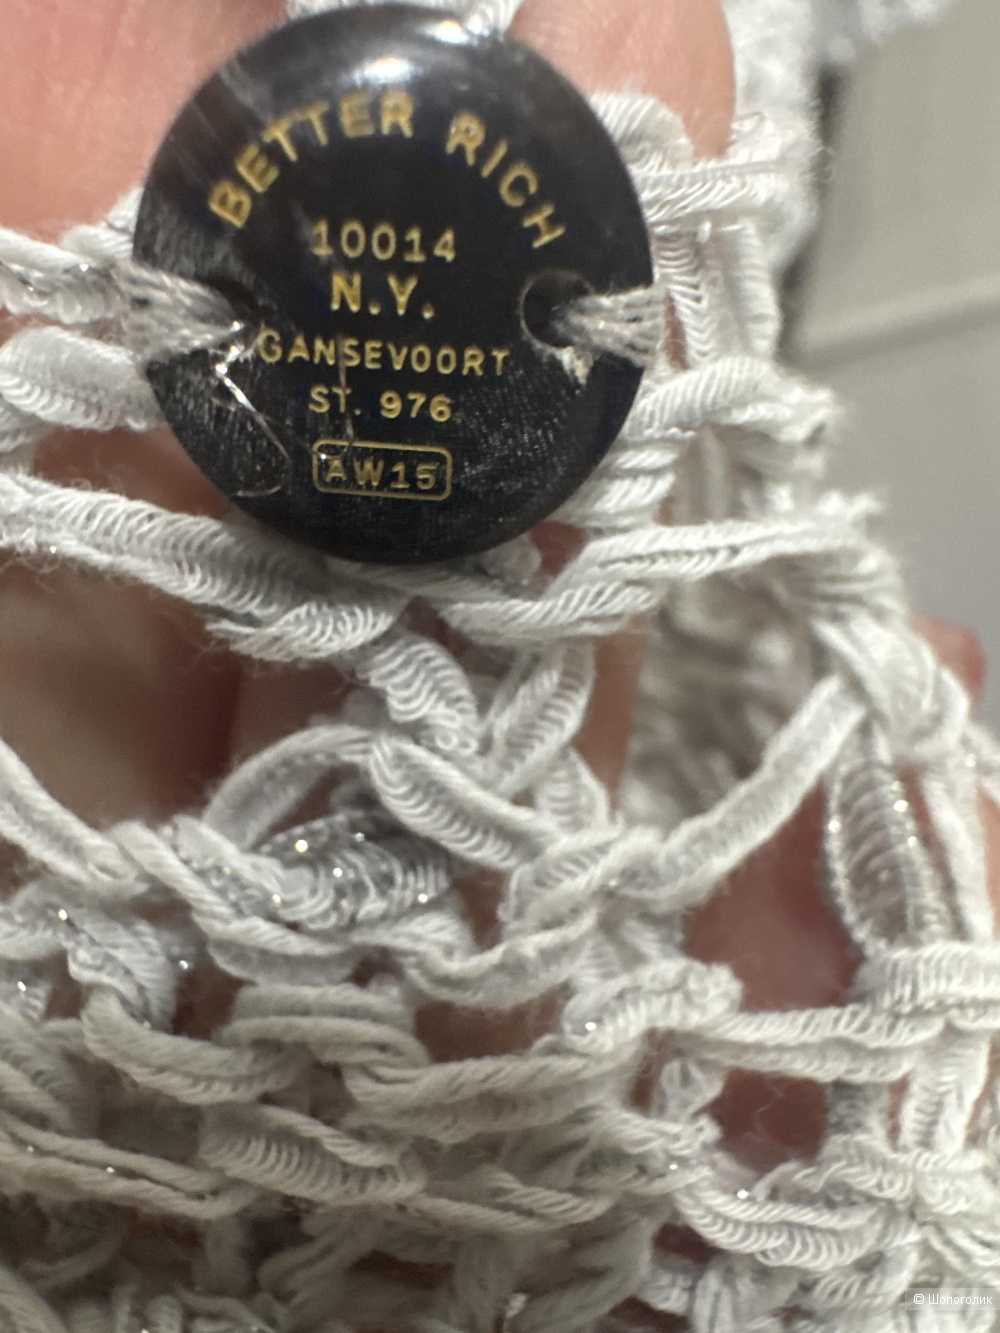 BETTER RICH
10014
N.Y.
GANSEVOORT
ST. 976
AW15
© Шопоголик